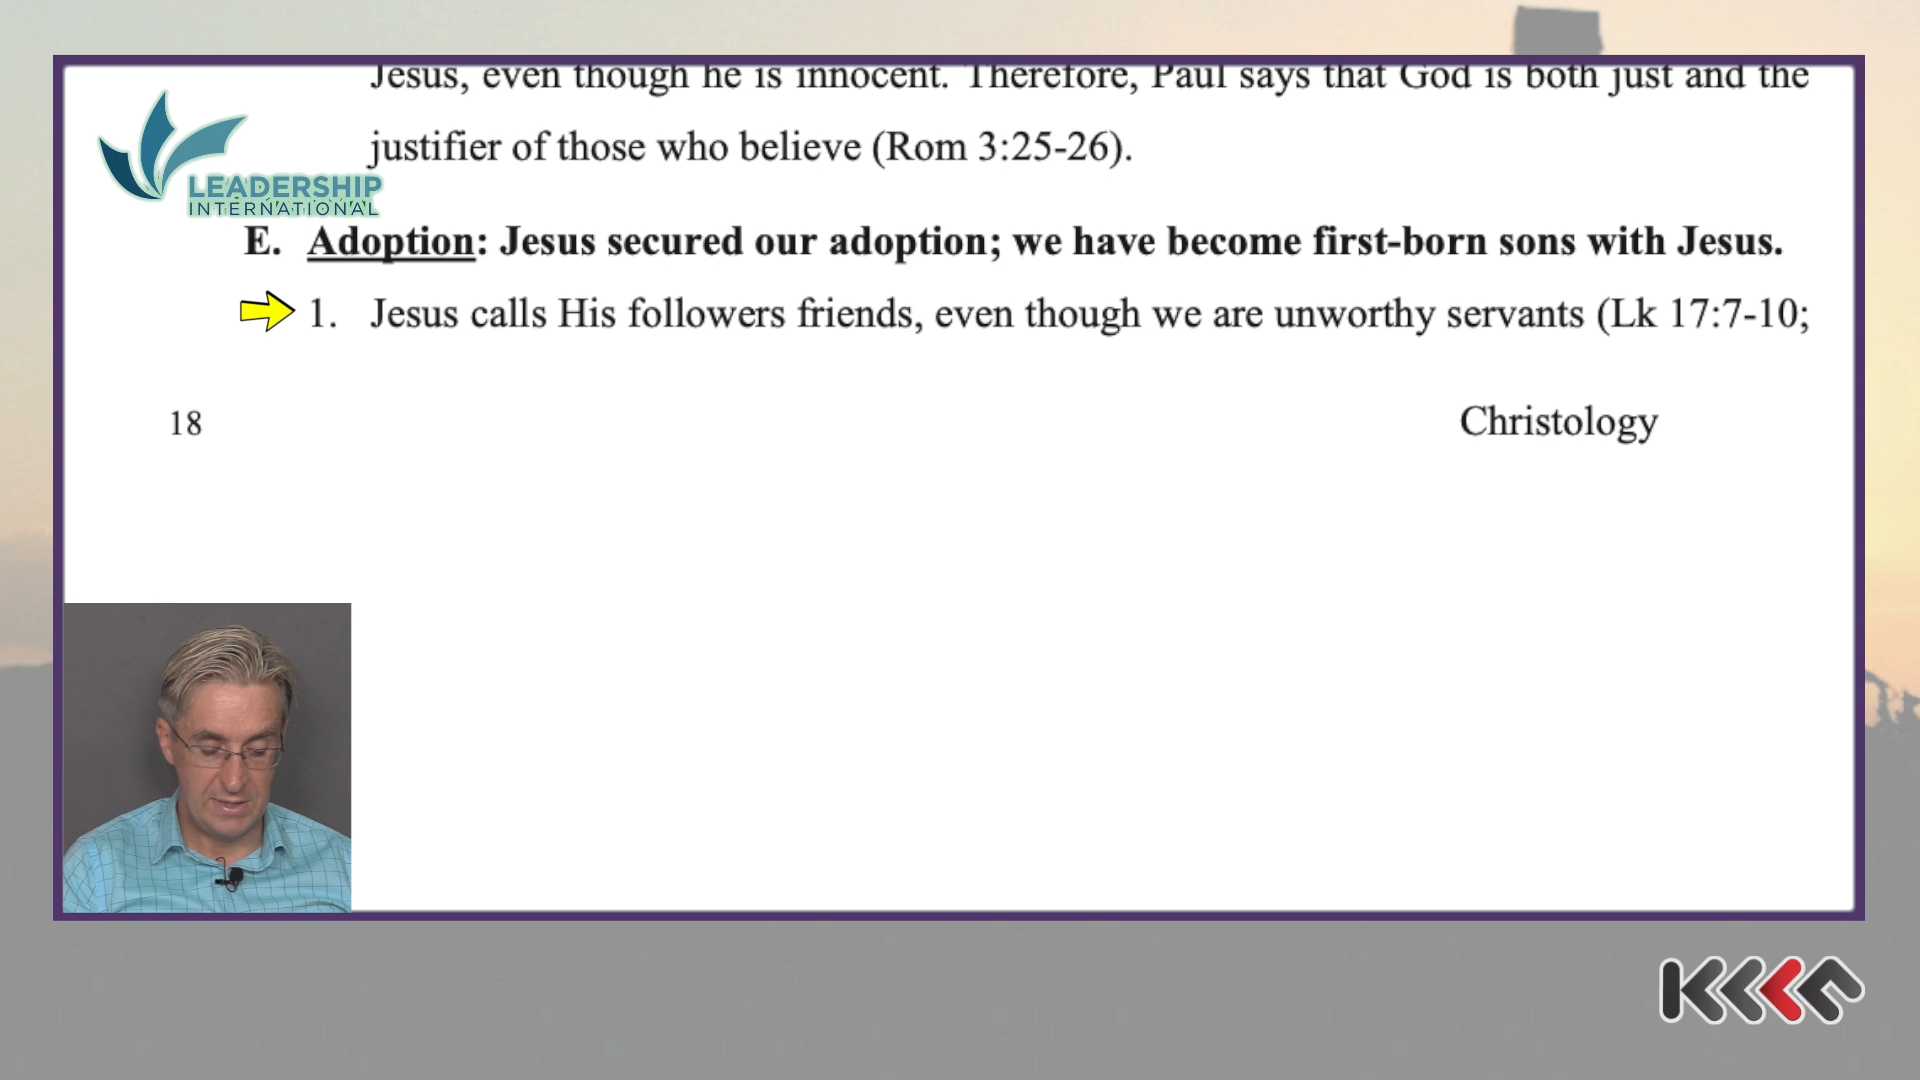 Jesus, even though he is innocent. Therefore, Paul says that God is both just and the
justifier of those who believe (Rom 3:25-26).
LEADERSHIP
INTERNATIONAL
E. Adoption: Jesus secured our adoption; we have become first-born sons with Jesus.
1. Jesus calls His followers friends, even though we are unworthy servants (Lk 17:7-10;
18 Christology